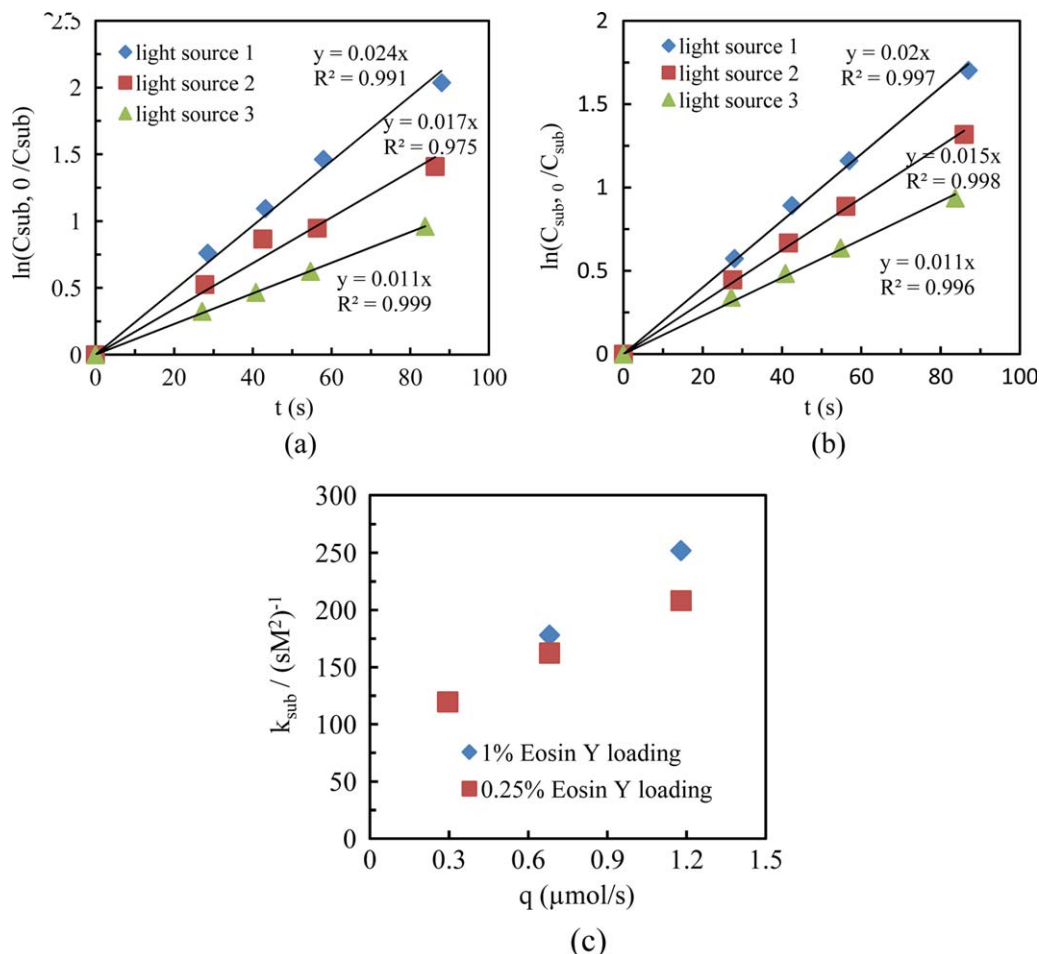 2.5
2
1.5
1
0.5
0
ln(Csub, 0 /Csub)
light source 1
light source 2
light source 3
y = 0.024x
R² = 0.991
y = 0.017x
R² = 0.975
y = 0.011x
R² = 0.999
0 20 40 60 80 100
t (s)
(a)
2
1.5
1
0.5
0
ln(C_sub, 0 /C_sub)
light source 1
light source 2
light source 3
y = 0.02x
R² = 0.997
y = 0.015x
R² = 0.998
y = 0.011x
R² = 0.996
0 20 40 60 80 100
t (s)
(b)
300
250
200
150
100
50
0
k_sub / (sM²)⁻¹
1% Eosin Y loading
0.25% Eosin Y loading
0 0.3 0.6 0.9 1.2 1.5
q (µmol/s)
(c)